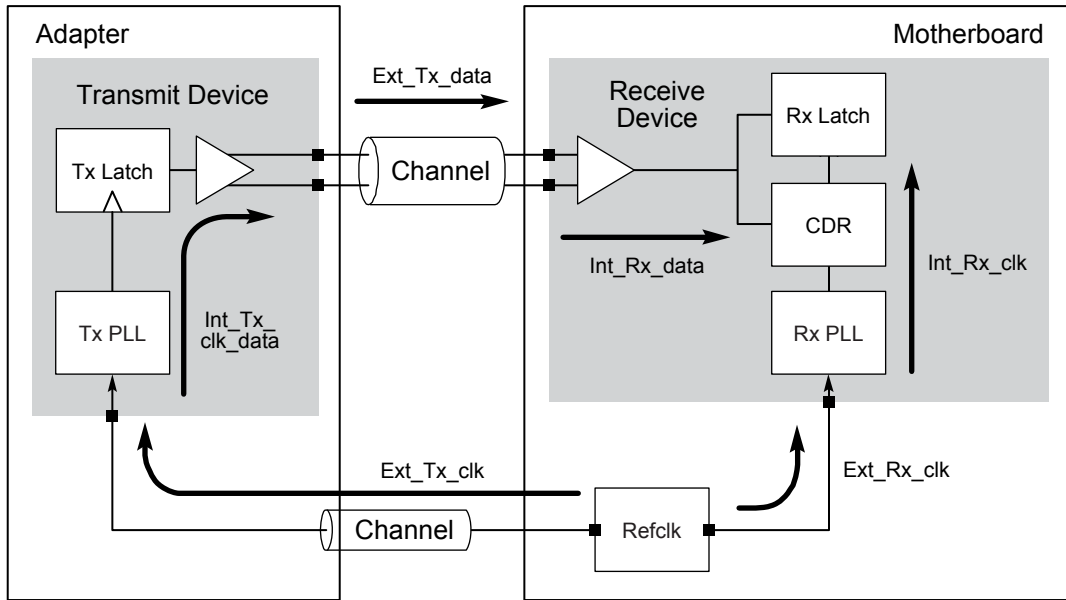 Adapter
Motherboard
Transmit Device
Ext_Tx_data
Receive
Device
Rx Latch
Tx Latch
Channel
CDR
Int_Rx_data
Int_Rx_clk
Tx PLL
Int_Tx_
clk_data
Rx PLL
Ext_Tx_clk
Ext_Rx_clk
Channel
Refclk